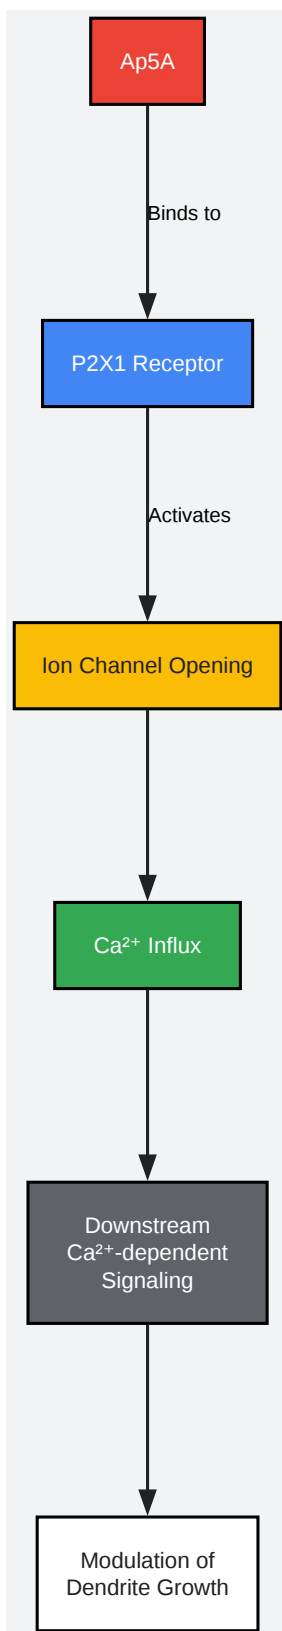 Ap5A
Binds to
P2X1 Receptor
Activates
Ion Channel Opening
Ca²⁺ Influx
Downstream
Ca²⁺-dependent
Signaling
Modulation of
Dendrite Growth